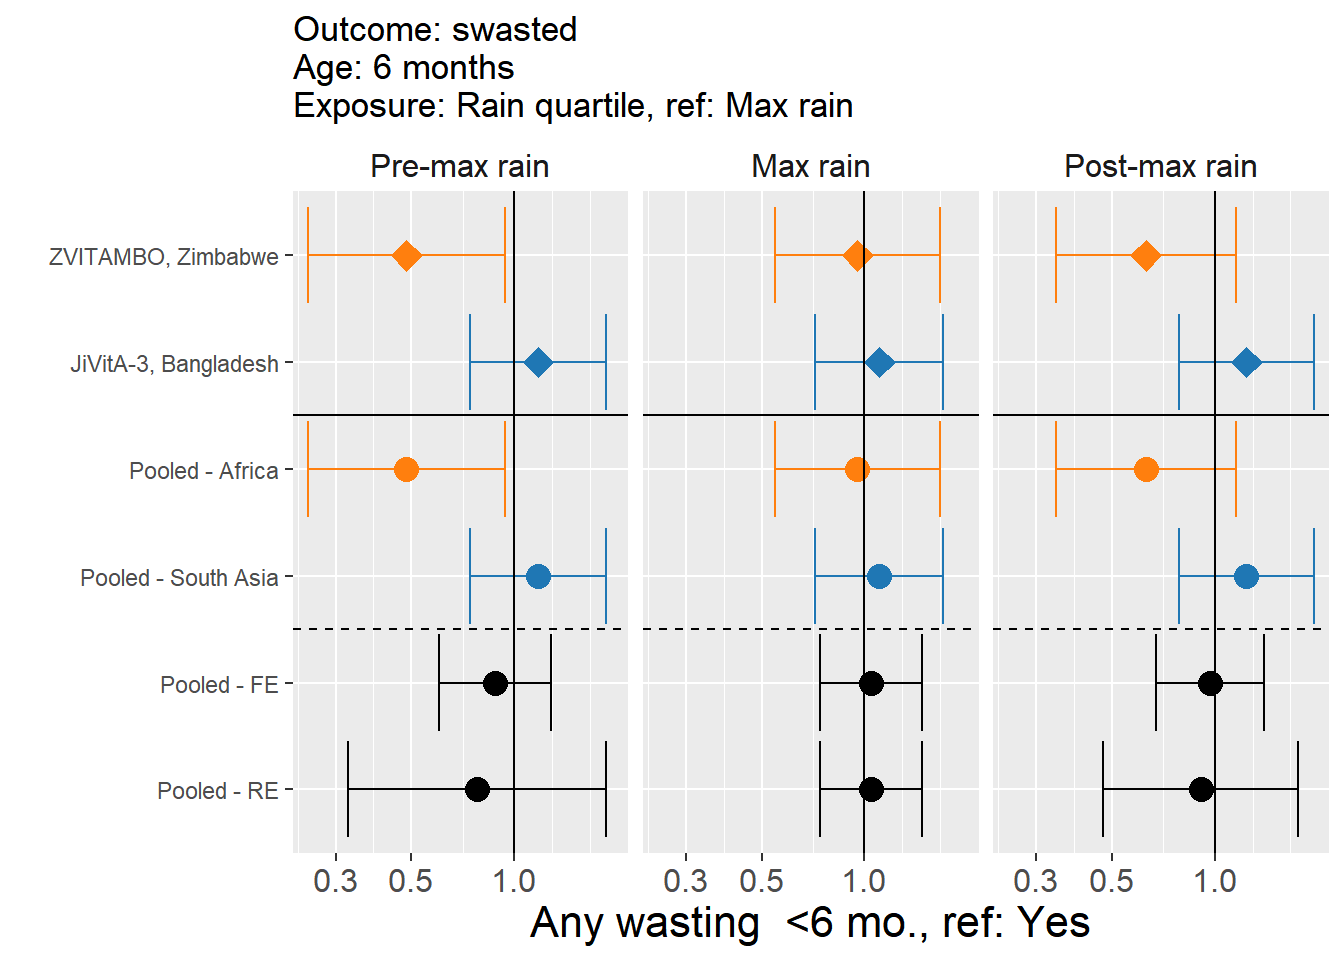 Outcome: swasted
Age: 6 months
Exposure: Rain quartile, ref: Max rain
Pre-max rain
Max rain
Post-max rain
ZVITAMBO, Zimbabwe
JiVitA-3, Bangladesh
Pooled - Africa
Pooled - South Asia
Pooled - FE
Pooled - RE
0.3 0.5 1.0
0.3 0.5 1.0
0.3 0.5 1.0
Any wasting  <6 mo., ref: Yes